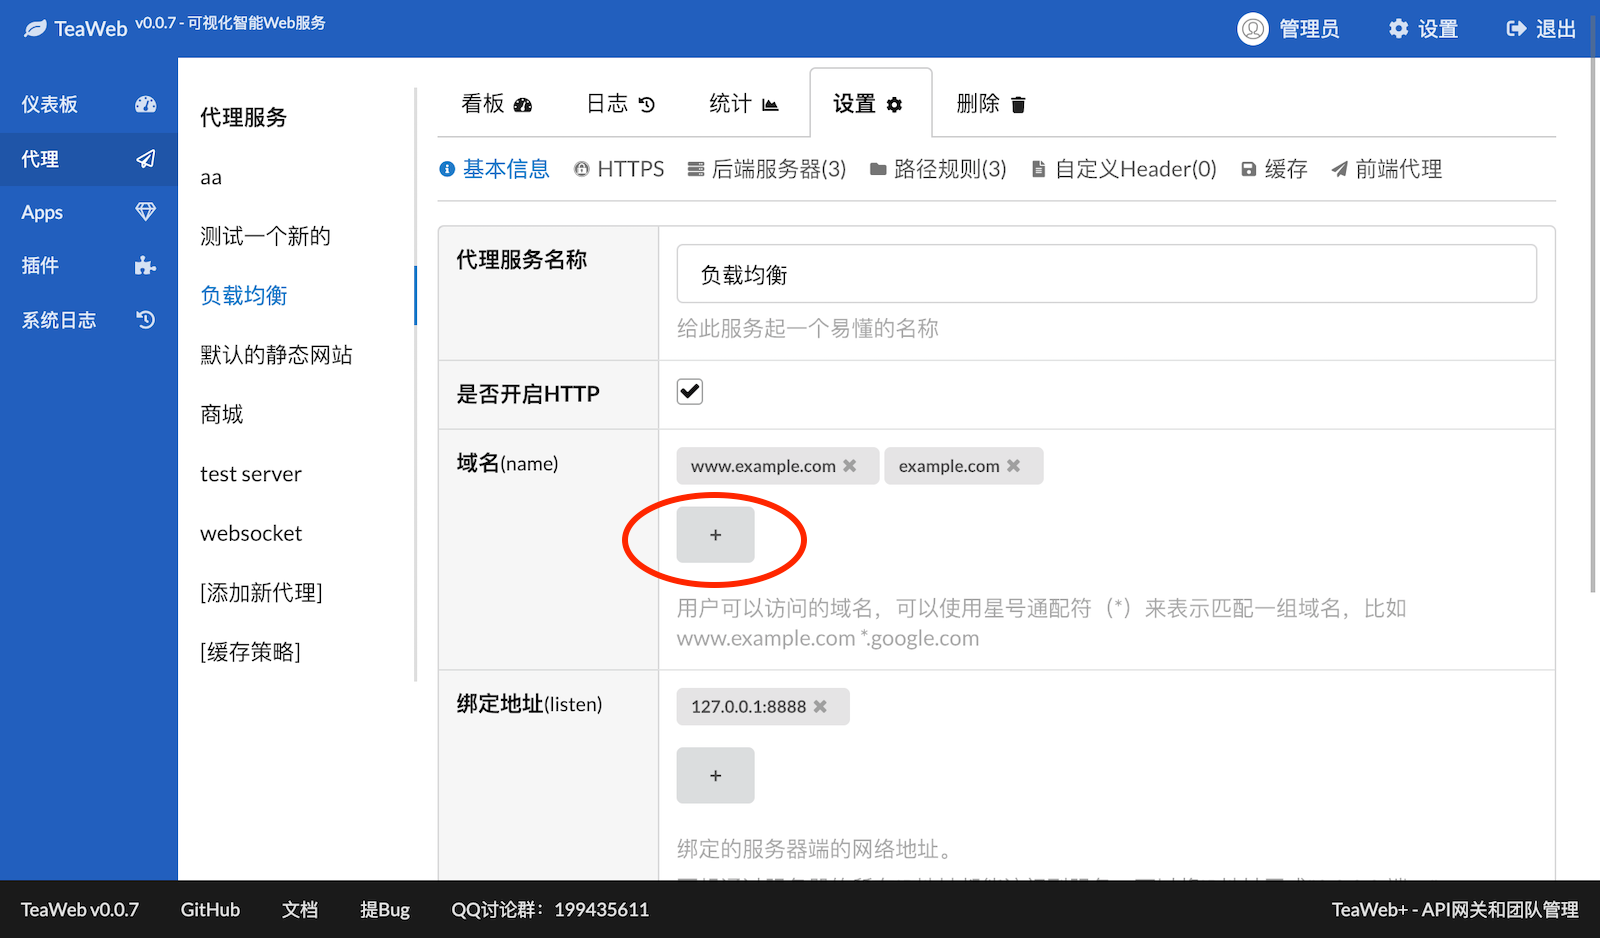 TeaWeb v0.0.7 - 可视化智能Web服务
管理员 设置 退出
仪表板
代理
Apps
插件
系统日志
代理服务
aa
测试一个新的
负载均衡
默认的静态网站
商城
test server
websocket
[添加新代理]
[缓存策略]
看板 日志 统计 设置 删除
基本信息 HTTPS 后端服务器(3) 路径规则(3) 自定义Header(0) 缓存 前端代理
代理服务名称
负载均衡
给此服务起一个易懂的名称
是否开启HTTP
域名(name)
www.example.com example.com
+
用户可以访问的域名，可以使用星号通配符（*）来表示匹配一组域名，比如
www.example.com *.google.com
绑定地址(listen)
127.0.0.1:8888
+
绑定的服务器端的网络地址。
TeaWeb v0.0.7 GitHub 文档 提Bug QQ讨论群：199435611
TeaWeb+ - API网关和团队管理